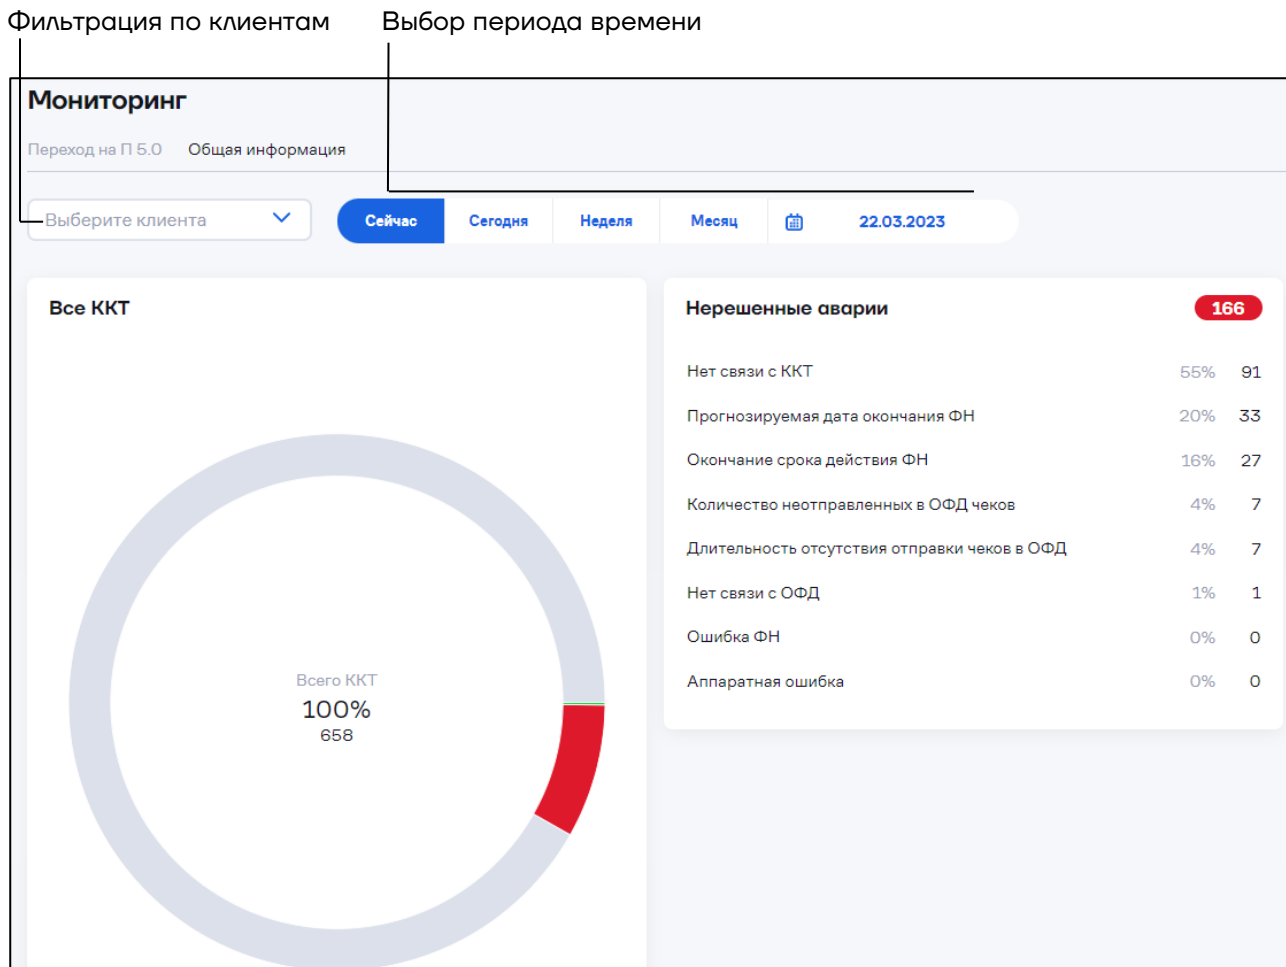 Фильтрация по клиентам Выбор периода времени
Мониторинг
Переход на П 5.0 Общая информация
Выберите клиента Сейчас Сегодня Неделя Месяц 22.03.2023
Все ККТ
Всего ККТ
100%
658
Нерешенные аварии 166
Нет связи с ККТ 55% 91
Прогнозируемая дата окончания ФН 20% 33
Окончание срока действия ФН 16% 27
Количество неотправленных в ОФД чеков 4% 7
Длительность отсутствия отправки чеков в ОФД 4% 7
Нет связи с ОФД 1% 1
Ошибка ФН 0% 0
Аппаратная ошибка 0% 0